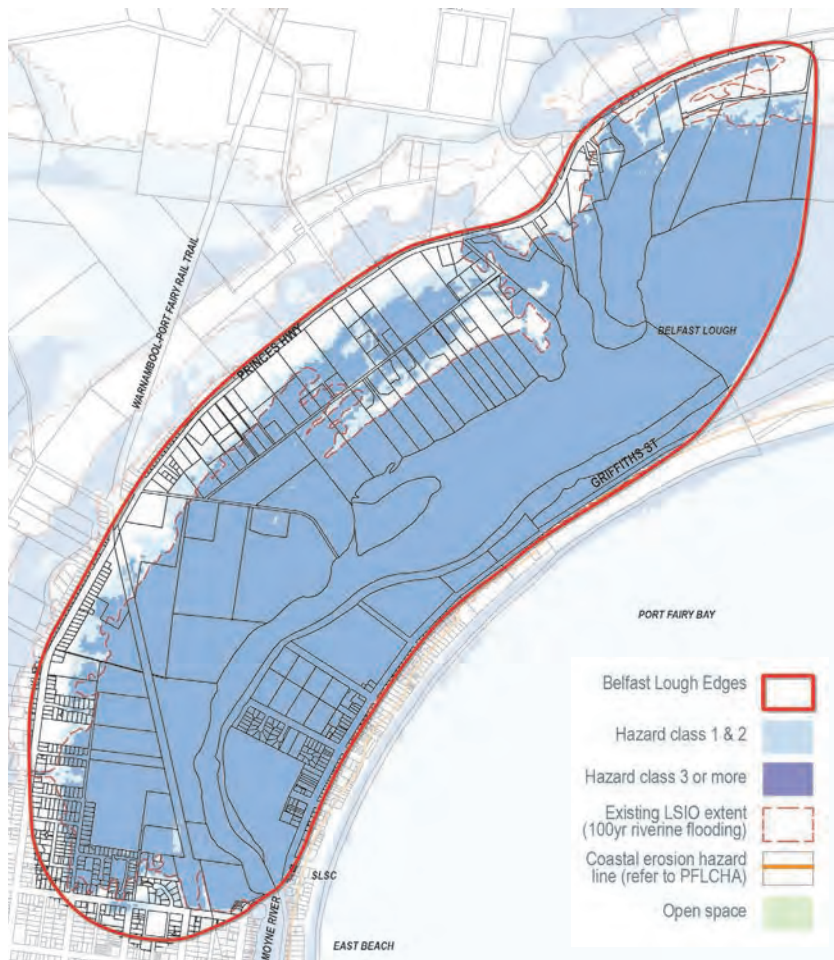 WARNAMBOOL-PORT FAIRY RAIL TRAIL
PRINCES HWY
BELFAST LOUGH
GRIFFITHS ST
PORT FAIRY BAY
SLSC
MOYNE RIVER
EAST BEACH
Belfast Lough Edges
Hazard class 1 & 2
Hazard class 3 or more
Existing LSIO extent
(100yr riverine flooding)
Coastal erosion hazard
line (refer to PFLCHA)
Open space